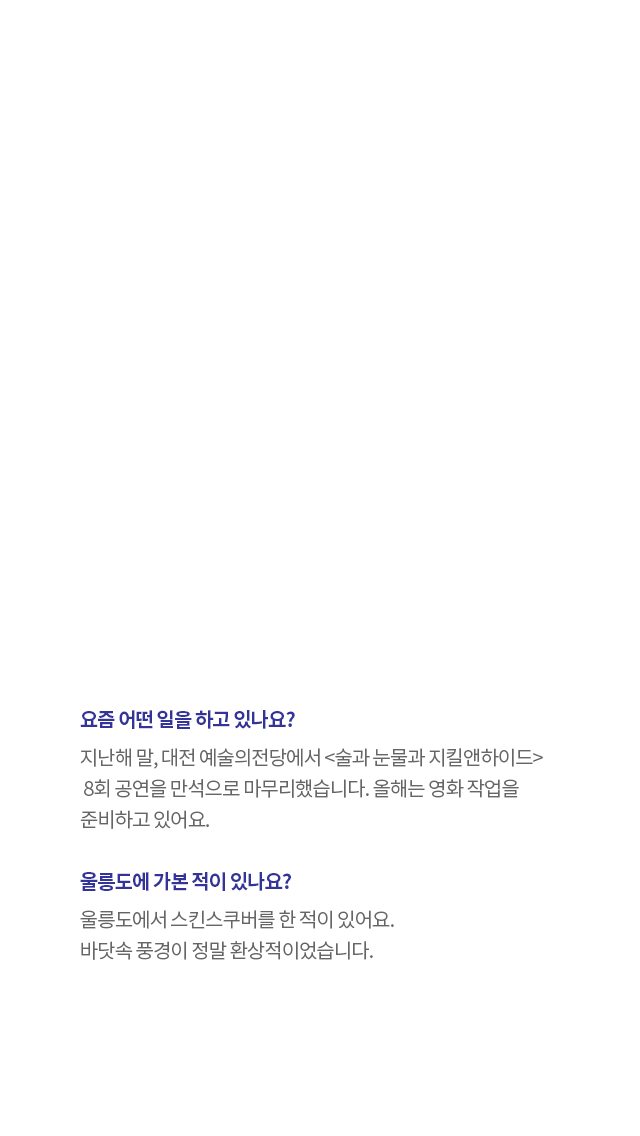 요즘 어떤 일을 하고 있나요?
지난해 말, 대전 예술의전당에서 <술과 눈물과 지킬앤하이드>
8회 공연을 만석으로 마무리했습니다. 올해는 영화 작업을
준비하고 있어요.
울릉도에 가본 적이 있나요?
울릉도에서 스킨스쿠버를 한 적이 있어요.
바닷속 풍경이 정말 환상적이었습니다.